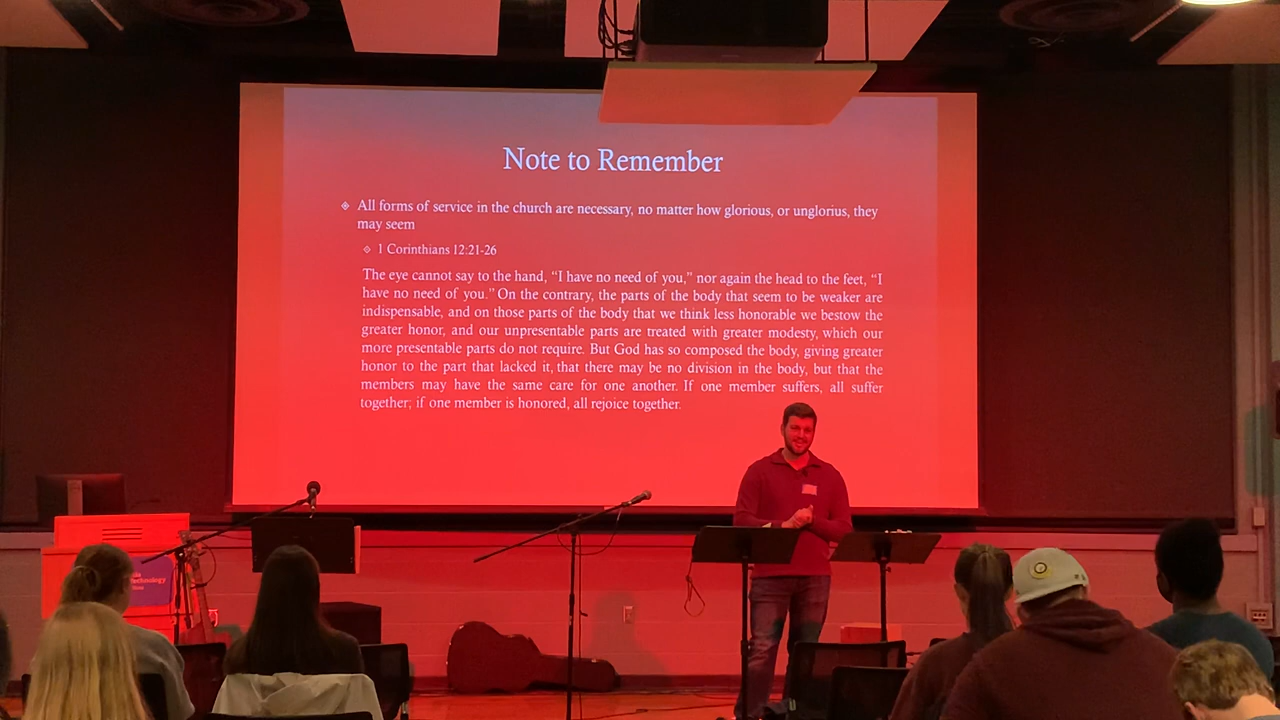 Note to Remember
All forms of service in the church are necessary, no matter how glorious, or unglorius, they
may seem
1 Corinthians 12:21-26
The eye cannot say to the hand, “I have no need of you,” nor again the head to the feet, “I
have no need of you.” On the contrary, the parts of the body that seem to be weaker are
indispensable, and on those parts of the body that we think less honorable we bestow the
greater honor, and our unpresentable parts are treated with greater modesty, which our
more presentable parts do not require. But God has so composed the body, giving greater
honor to the part that lacked it, that there may be no division in the body, but that the
members may have the same care for one another. If one member suffers, all suffer
together; if one member is honored, all rejoice together.
Technology